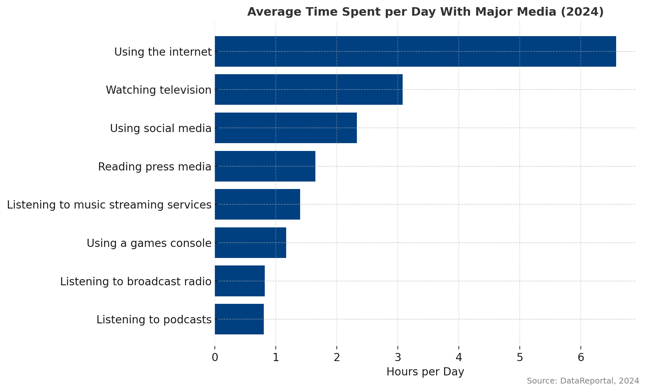 Average Time Spent per Day With Major Media (2024)
Using the internet
Watching television
Using social media
Reading press media
Listening to music streaming services
Using a games console
Listening to broadcast radio
Listening to podcasts
0 1 2 3 4 5 6
Hours per Day
Source: DataReportal, 2024